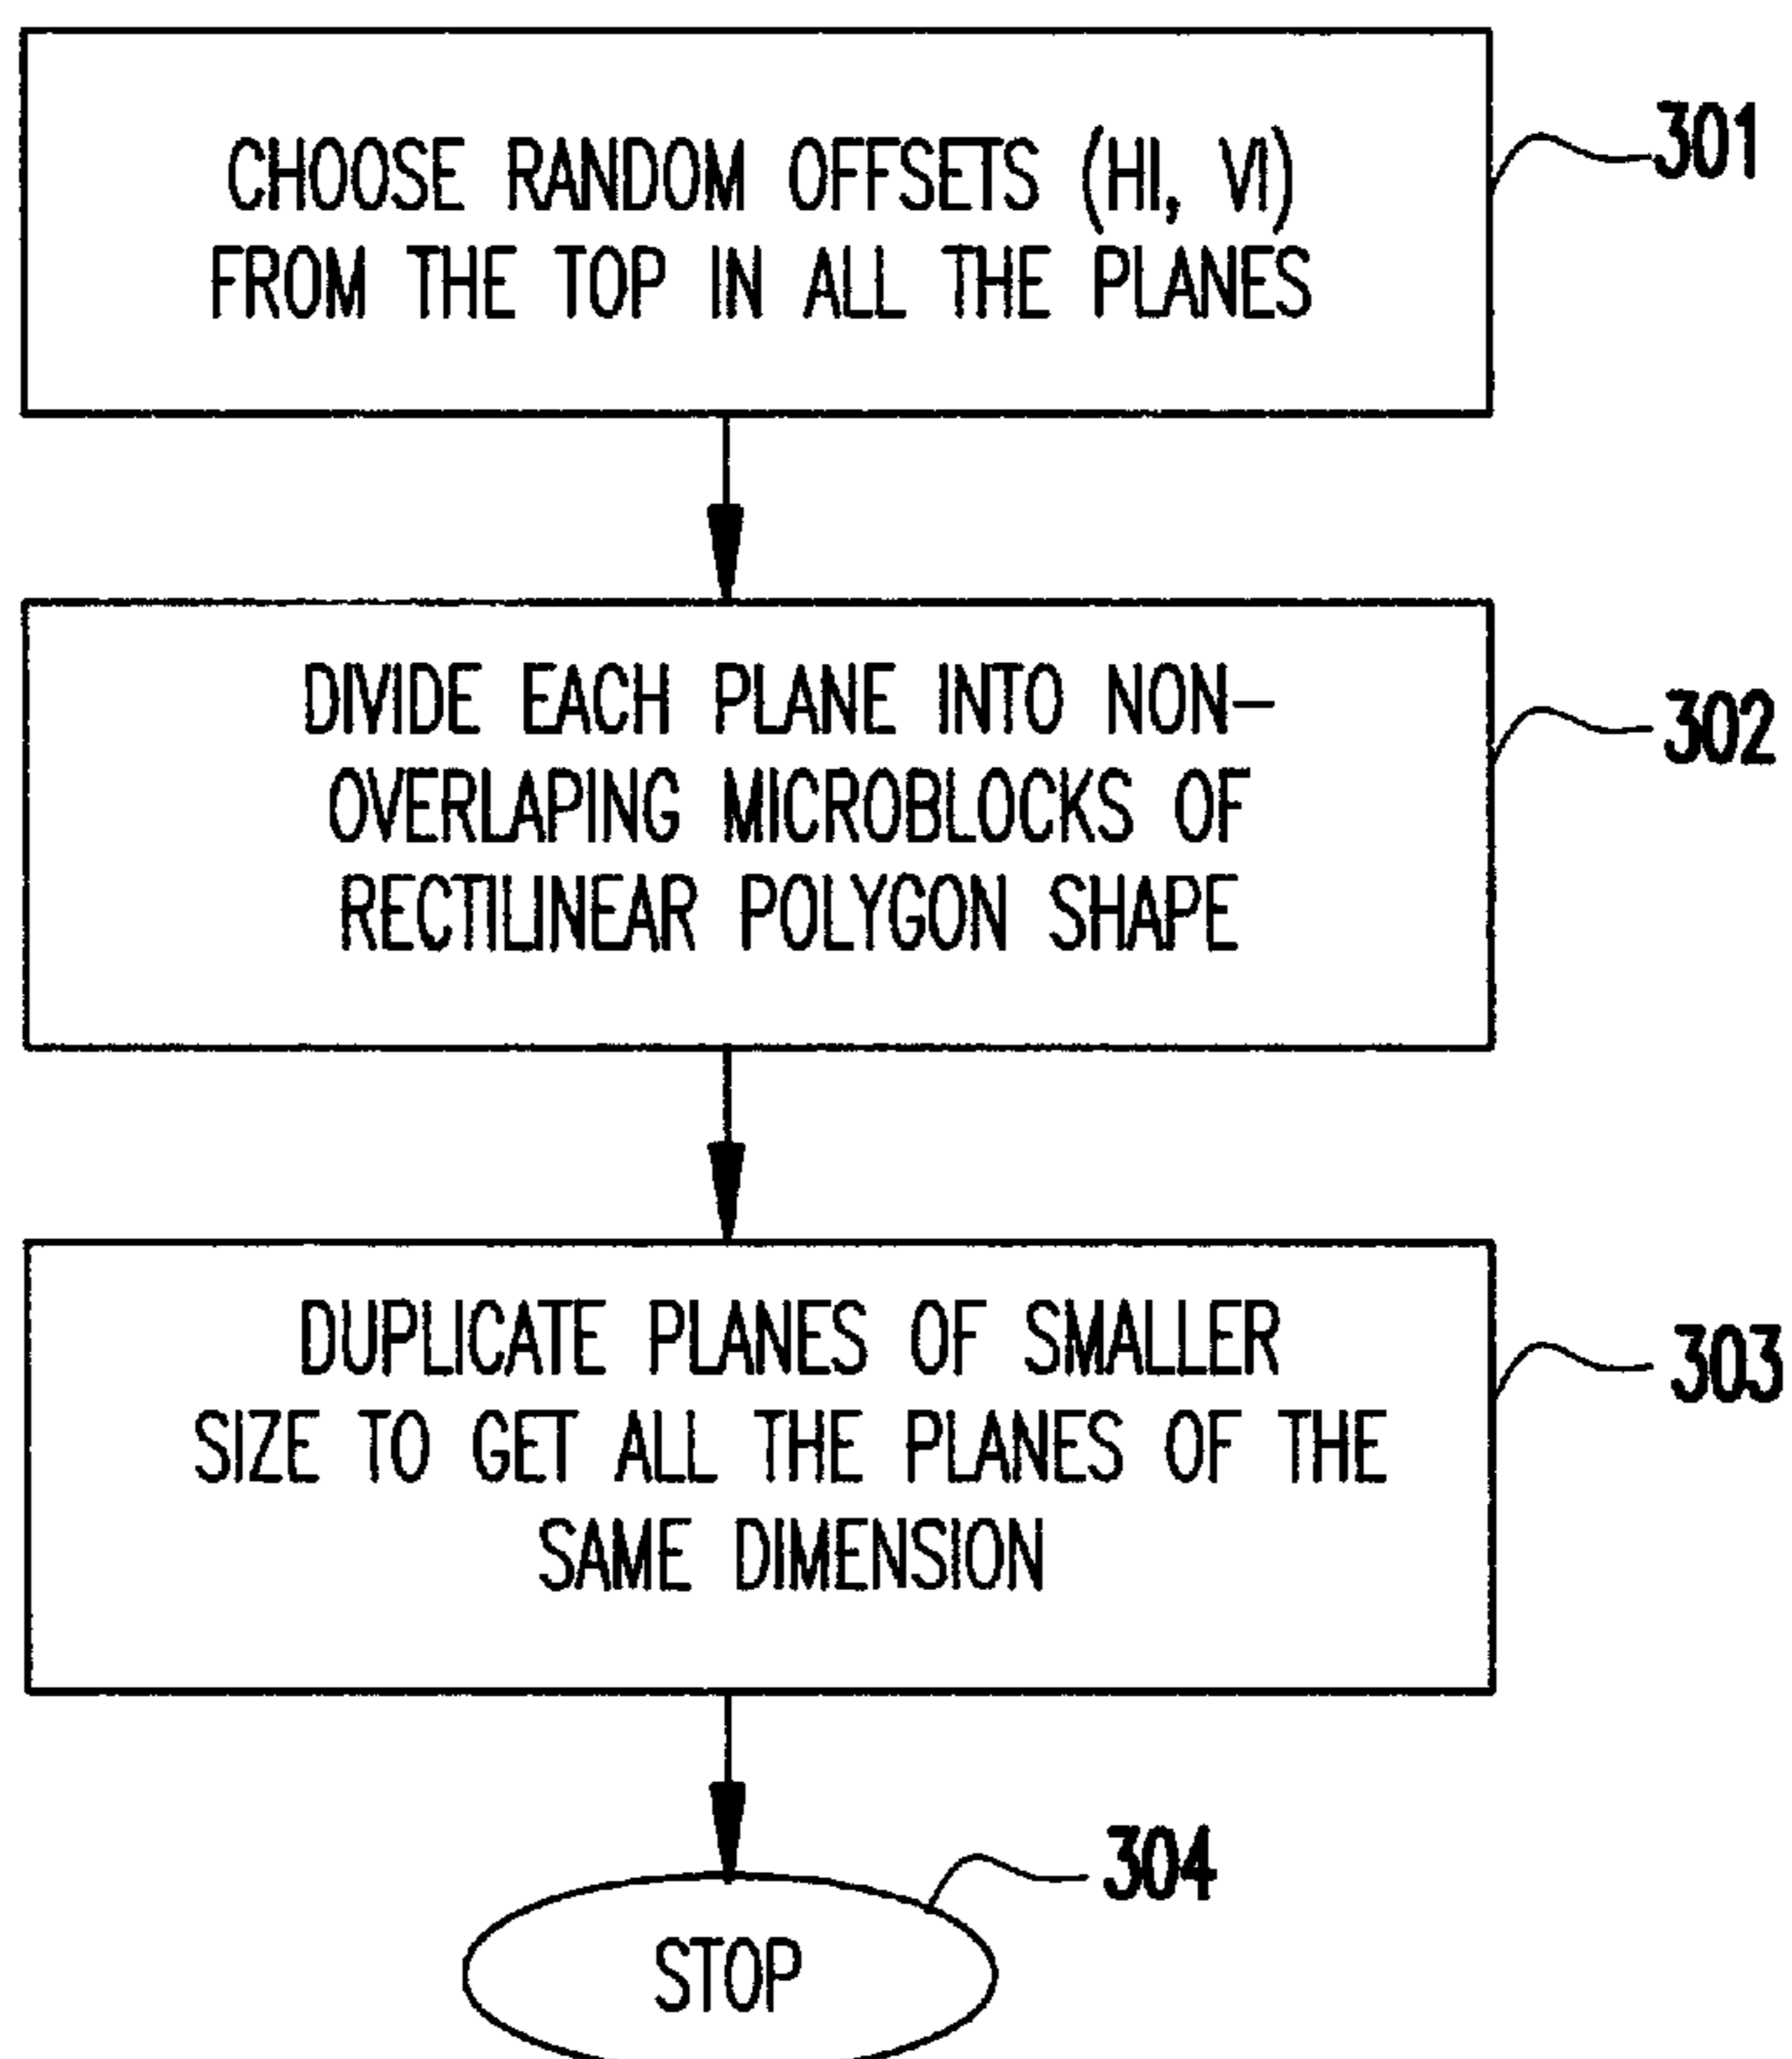 CHOOSE RANDOM OFFSETS (HI, VI)
FROM THE TOP IN ALL THE PLANES
301
DIVIDE EACH PLANE INTO NON-
OVERLAPING MICROBLOCKS OF
RECTILINEAR POLYGON SHAPE
302
DUPLICATE PLANES OF SMALLER
SIZE TO GET ALL THE PLANES OF THE
SAME DIMENSION
303
STOP
304